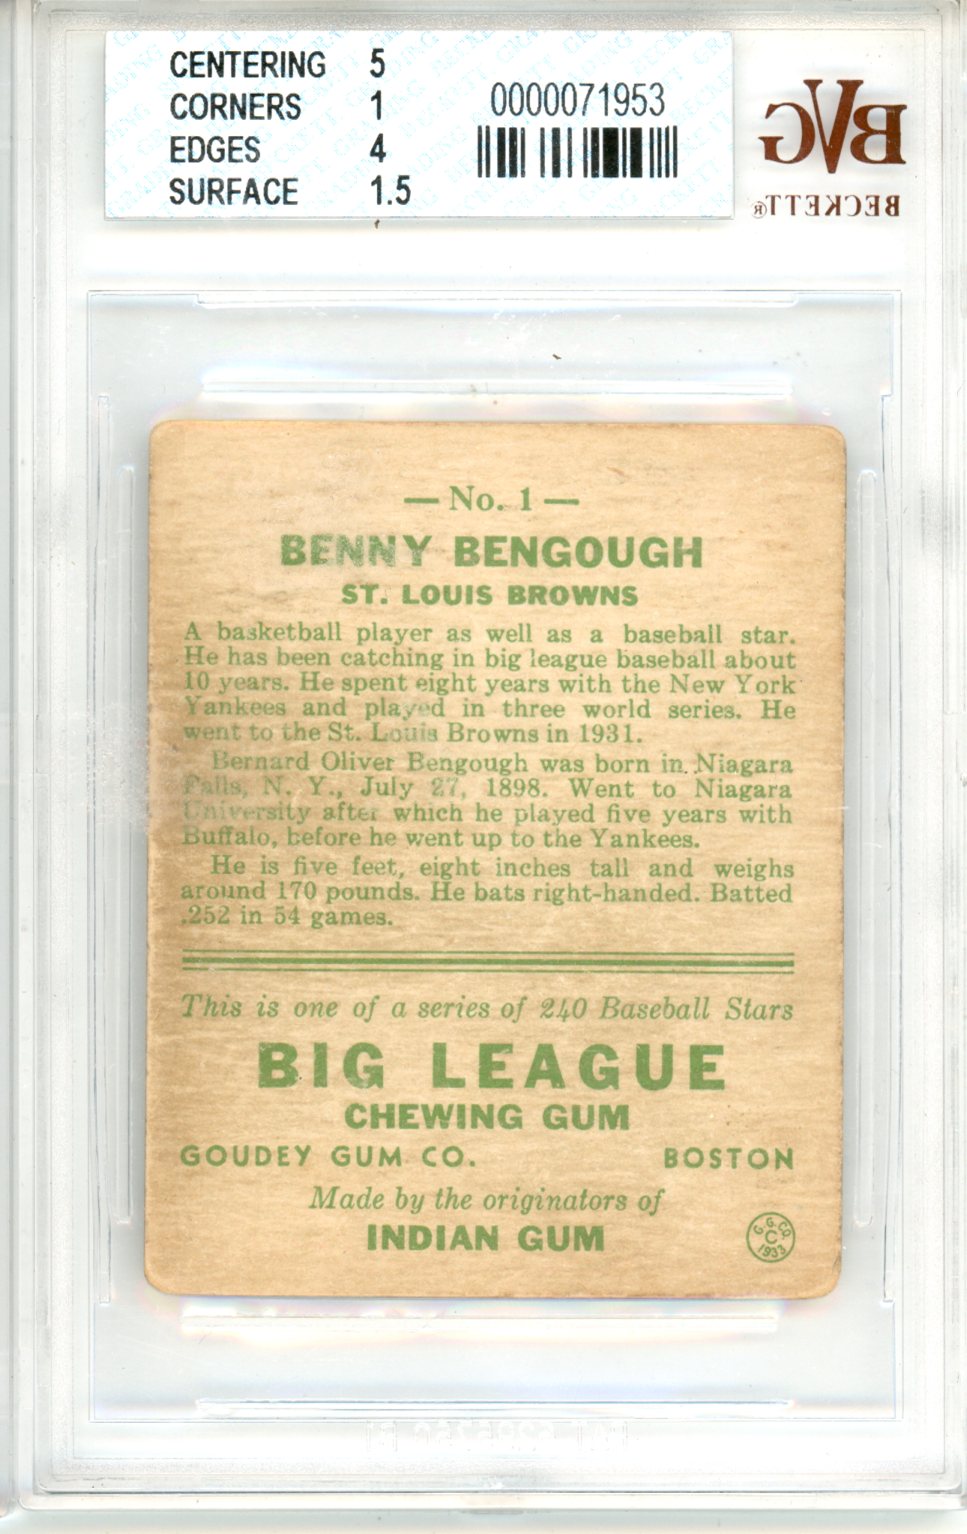 CENTERING 5
CORNERS 1
EDGES 4
SURFACE 1.5
0000071953
BVG
BECKETT®
— No. 1 —
BENNY BENGOUGH
ST. LOUIS BROWNS
A basketball player as well as a baseball star.
He has been catching in big league baseball about
10 years. He spent eight years with the New York
Yankees and played in three world series. He
went to the St. Louis Browns in 1931.
Bernard Oliver Bengough was born in Niagara
Falls, N. Y., July 27, 1898. Went to Niagara
University after which he played five years with
Buffalo, before he went up to the Yankees.
He is five feet, eight inches tall and weighs
around 170 pounds. He bats right-handed. Batted
.252 in 54 games.
This is one of a series of 240 Baseball Stars
BIG LEAGUE
CHEWING GUM
GOUDEY GUM CO. BOSTON
Made by the originators of
INDIAN GUM
G. G. CO.
C
1933